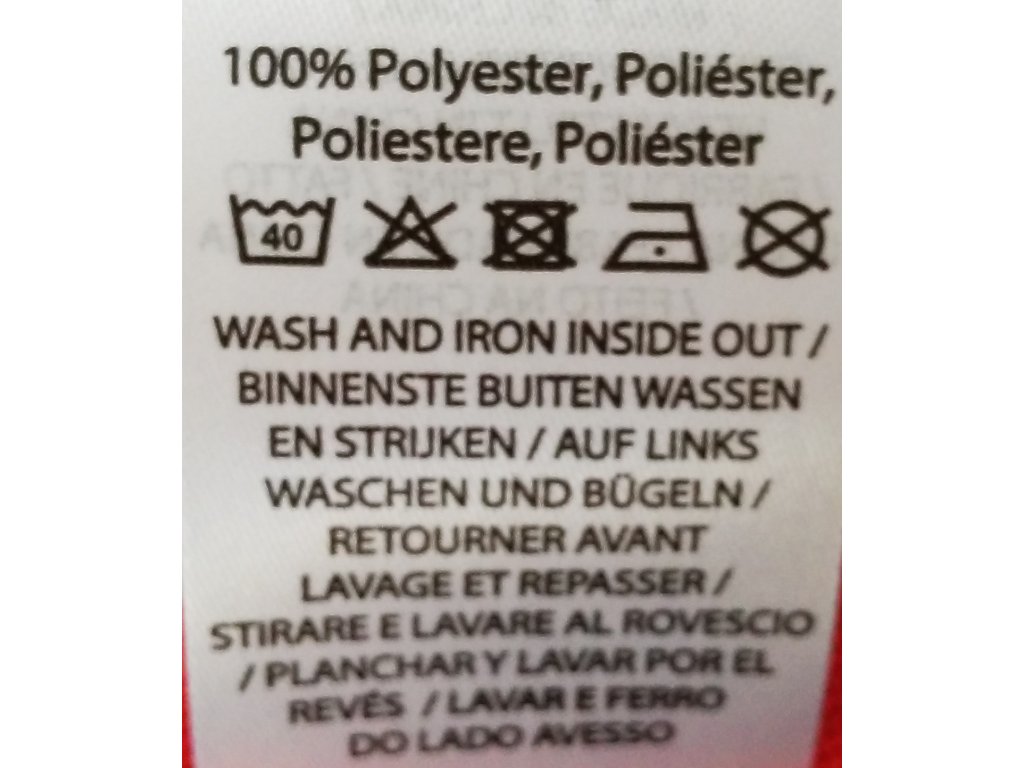 100% Polyester, Poliéster,
Poliestere, Poliéster
40
WASH AND IRON INSIDE OUT /
BINNENSTE BUITEN WASSEN
EN STRIJKEN / AUF LINKS
WASCHEN UND BÜGELN /
RETOURNER AVANT
LAVAGE ET REPASSER /
STIRARE E LAVARE AL ROVESCIO
/ PLANCHAR Y LAVAR POR EL
REVÉS / LAVAR E FERRO
DO LADO AVESSO